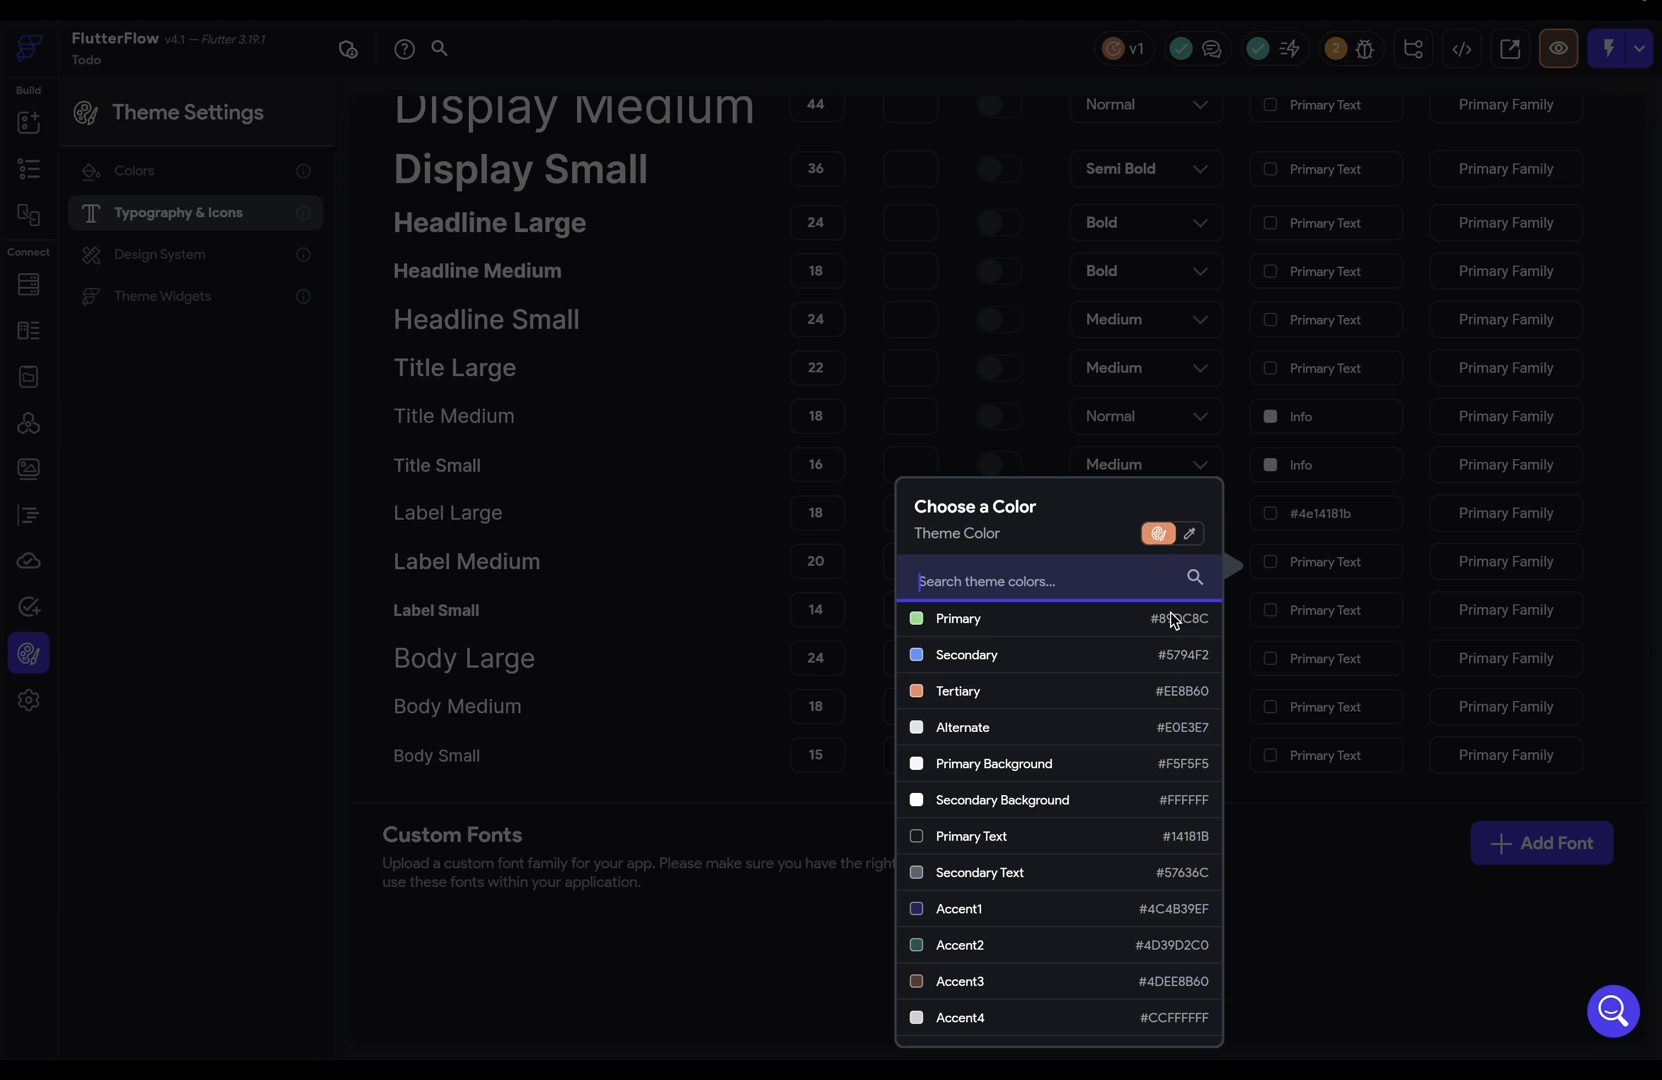 FlutterFlow v4.1 – Flutter 3.19.1
Todo
v1
2
Build
Connect
Theme Settings
Colors
Typography & Icons
Design System
Theme Widgets
Display Medium 44 Normal Primary Text Primary Family
Display Small 36 Semi Bold Primary Text Primary Family
Headline Large 24 Bold Primary Text Primary Family
Headline Medium 18 Bold Primary Text Primary Family
Headline Small 24 Medium Primary Text Primary Family
Title Large 22 Medium Primary Text Primary Family
Title Medium 18 Normal Info Primary Family
Title Small 16 Medium Info Primary Family
Label Large 18 #4e14181b Primary Family
Label Medium 20 Primary Text Primary Family
Label Small 14 Primary Text Primary Family
Body Large 24 Primary Text Primary Family
Body Medium 18 Primary Text Primary Family
Body Small 15 Primary Text Primary Family
Choose a Color
Theme Color
Search theme colors...
Primary
Secondary #5794F2
Tertiary #EE8B60
Alternate #E0E3E7
Primary Background #F5F5F5
Secondary Background #FFFFFF
Primary Text #14181B
Secondary Text #57636C
Accent1 #4C4B39EF
Accent2 #4D39D2C0
Accent3 #4DEE8B60
Accent4 #CCFFFFFF
Custom Fonts
Upload a custom font family for your app. Please make sure you have the right
use these fonts within your application.
Add Font